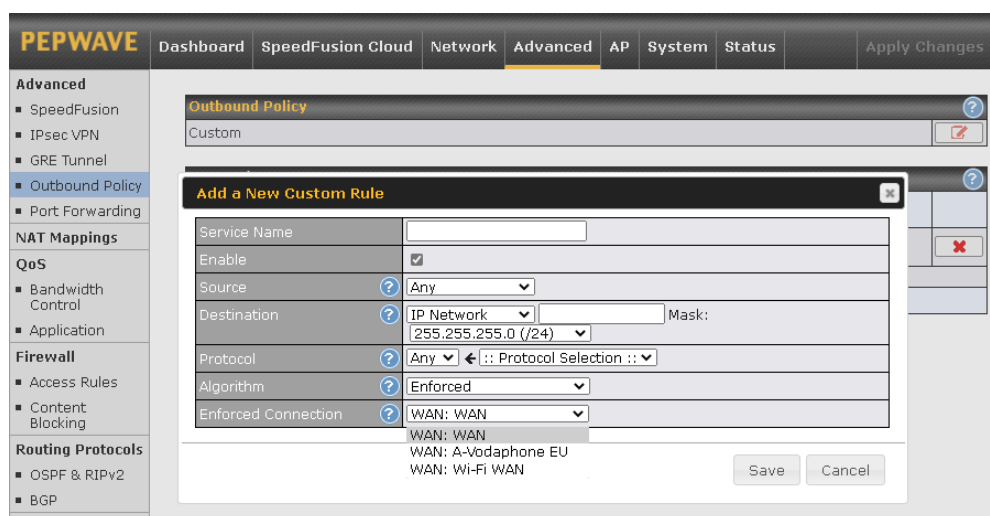 PEPWAVE Dashboard SpeedFusion Cloud Network Advanced AP System Status Apply Changes
Advanced
SpeedFusion
IPsec VPN
GRE Tunnel
Outbound Policy
Port Forwarding
NAT Mappings
QoS
Bandwidth
Control
Application
Firewall
Access Rules
Content
Blocking
Routing Protocols
OSPF & RIPv2
BGP
Outbound Policy ?
Custom
?
Add a New Custom Rule
Service Name
Enable
Source ? Any
Destination ? IP Network Mask:
255.255.255.0 (/24)
Protocol ? Any :: Protocol Selection ::
Algorithm ? Enforced
Enforced Connection ? WAN: WAN
WAN: WAN
WAN: A-Vodaphone EU
WAN: Wi-Fi WAN
Save Cancel